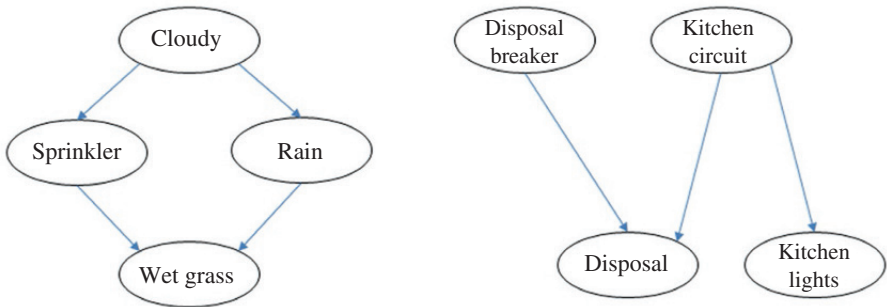 Cloudy
Sprinkler
Rain
Wet grass
Disposal
breaker
Kitchen
circuit
Disposal
Kitchen
lights